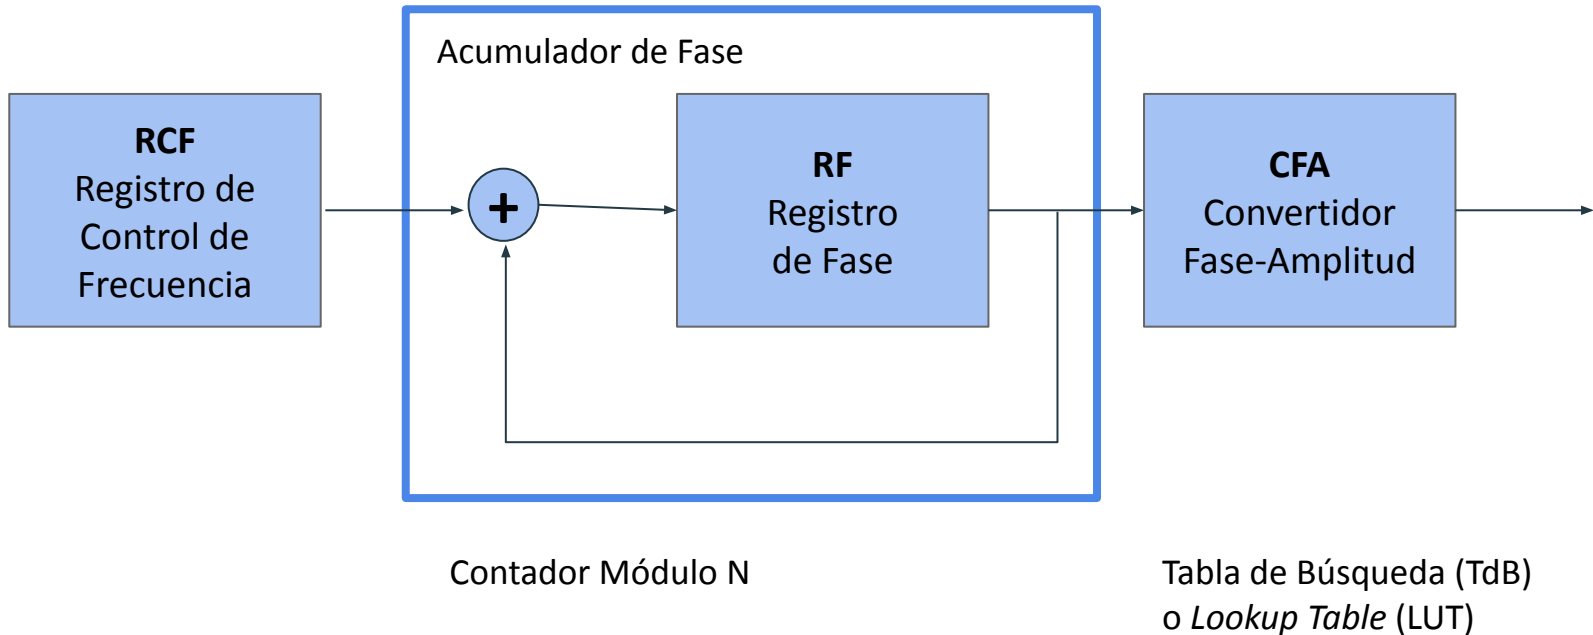 Acumulador de Fase
RCF
Registro de
Control de
Frecuencia
+
RF
Registro
de Fase
CFA
Convertidor
Fase-Amplitud
Contador Módulo N
Tabla de Búsqueda (TdB)
o Lookup Table (LUT)